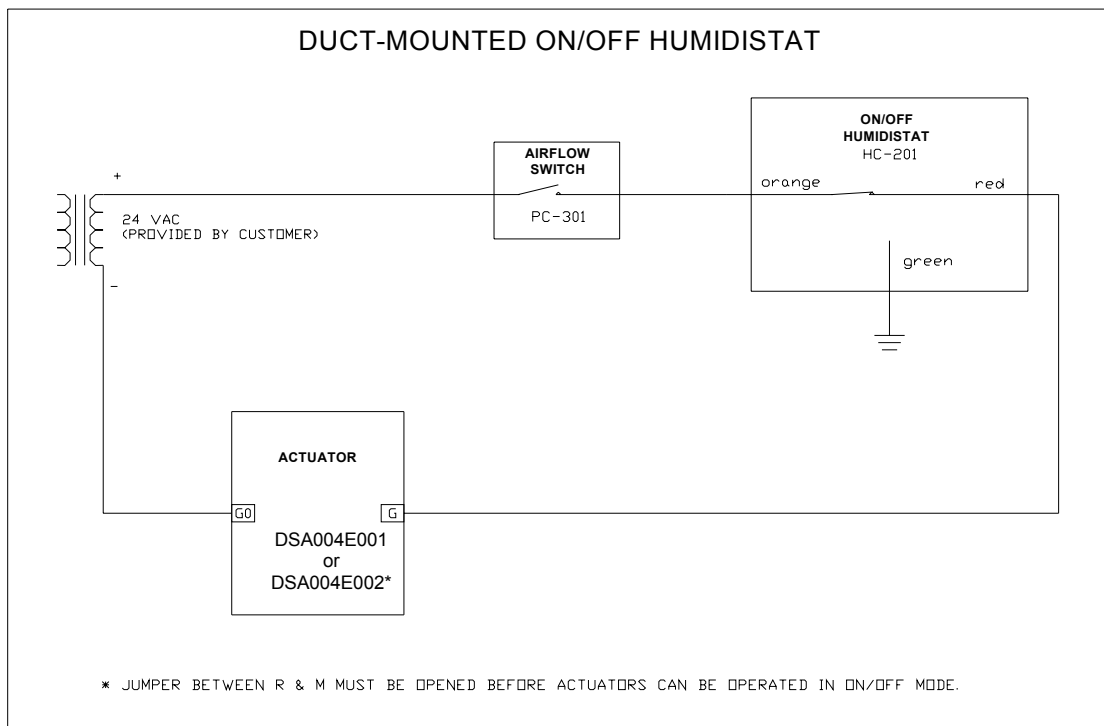 DUCT-MOUNTED ON/OFF HUMIDISTAT
ON/OFF
HUMIDISTAT
HC-201
AIRFLOW
SWITCH
PC-301
orange
red
green
+
24 VAC
(PROVIDED BY CUSTOMER)
-
ACTUATOR
G0
G
DSA004E001
or
DSA004E002*
* JUMPER BETWEEN R & M MUST BE OPENED BEFORE ACTUATORS CAN BE OPERATED IN ON/OFF MODE.